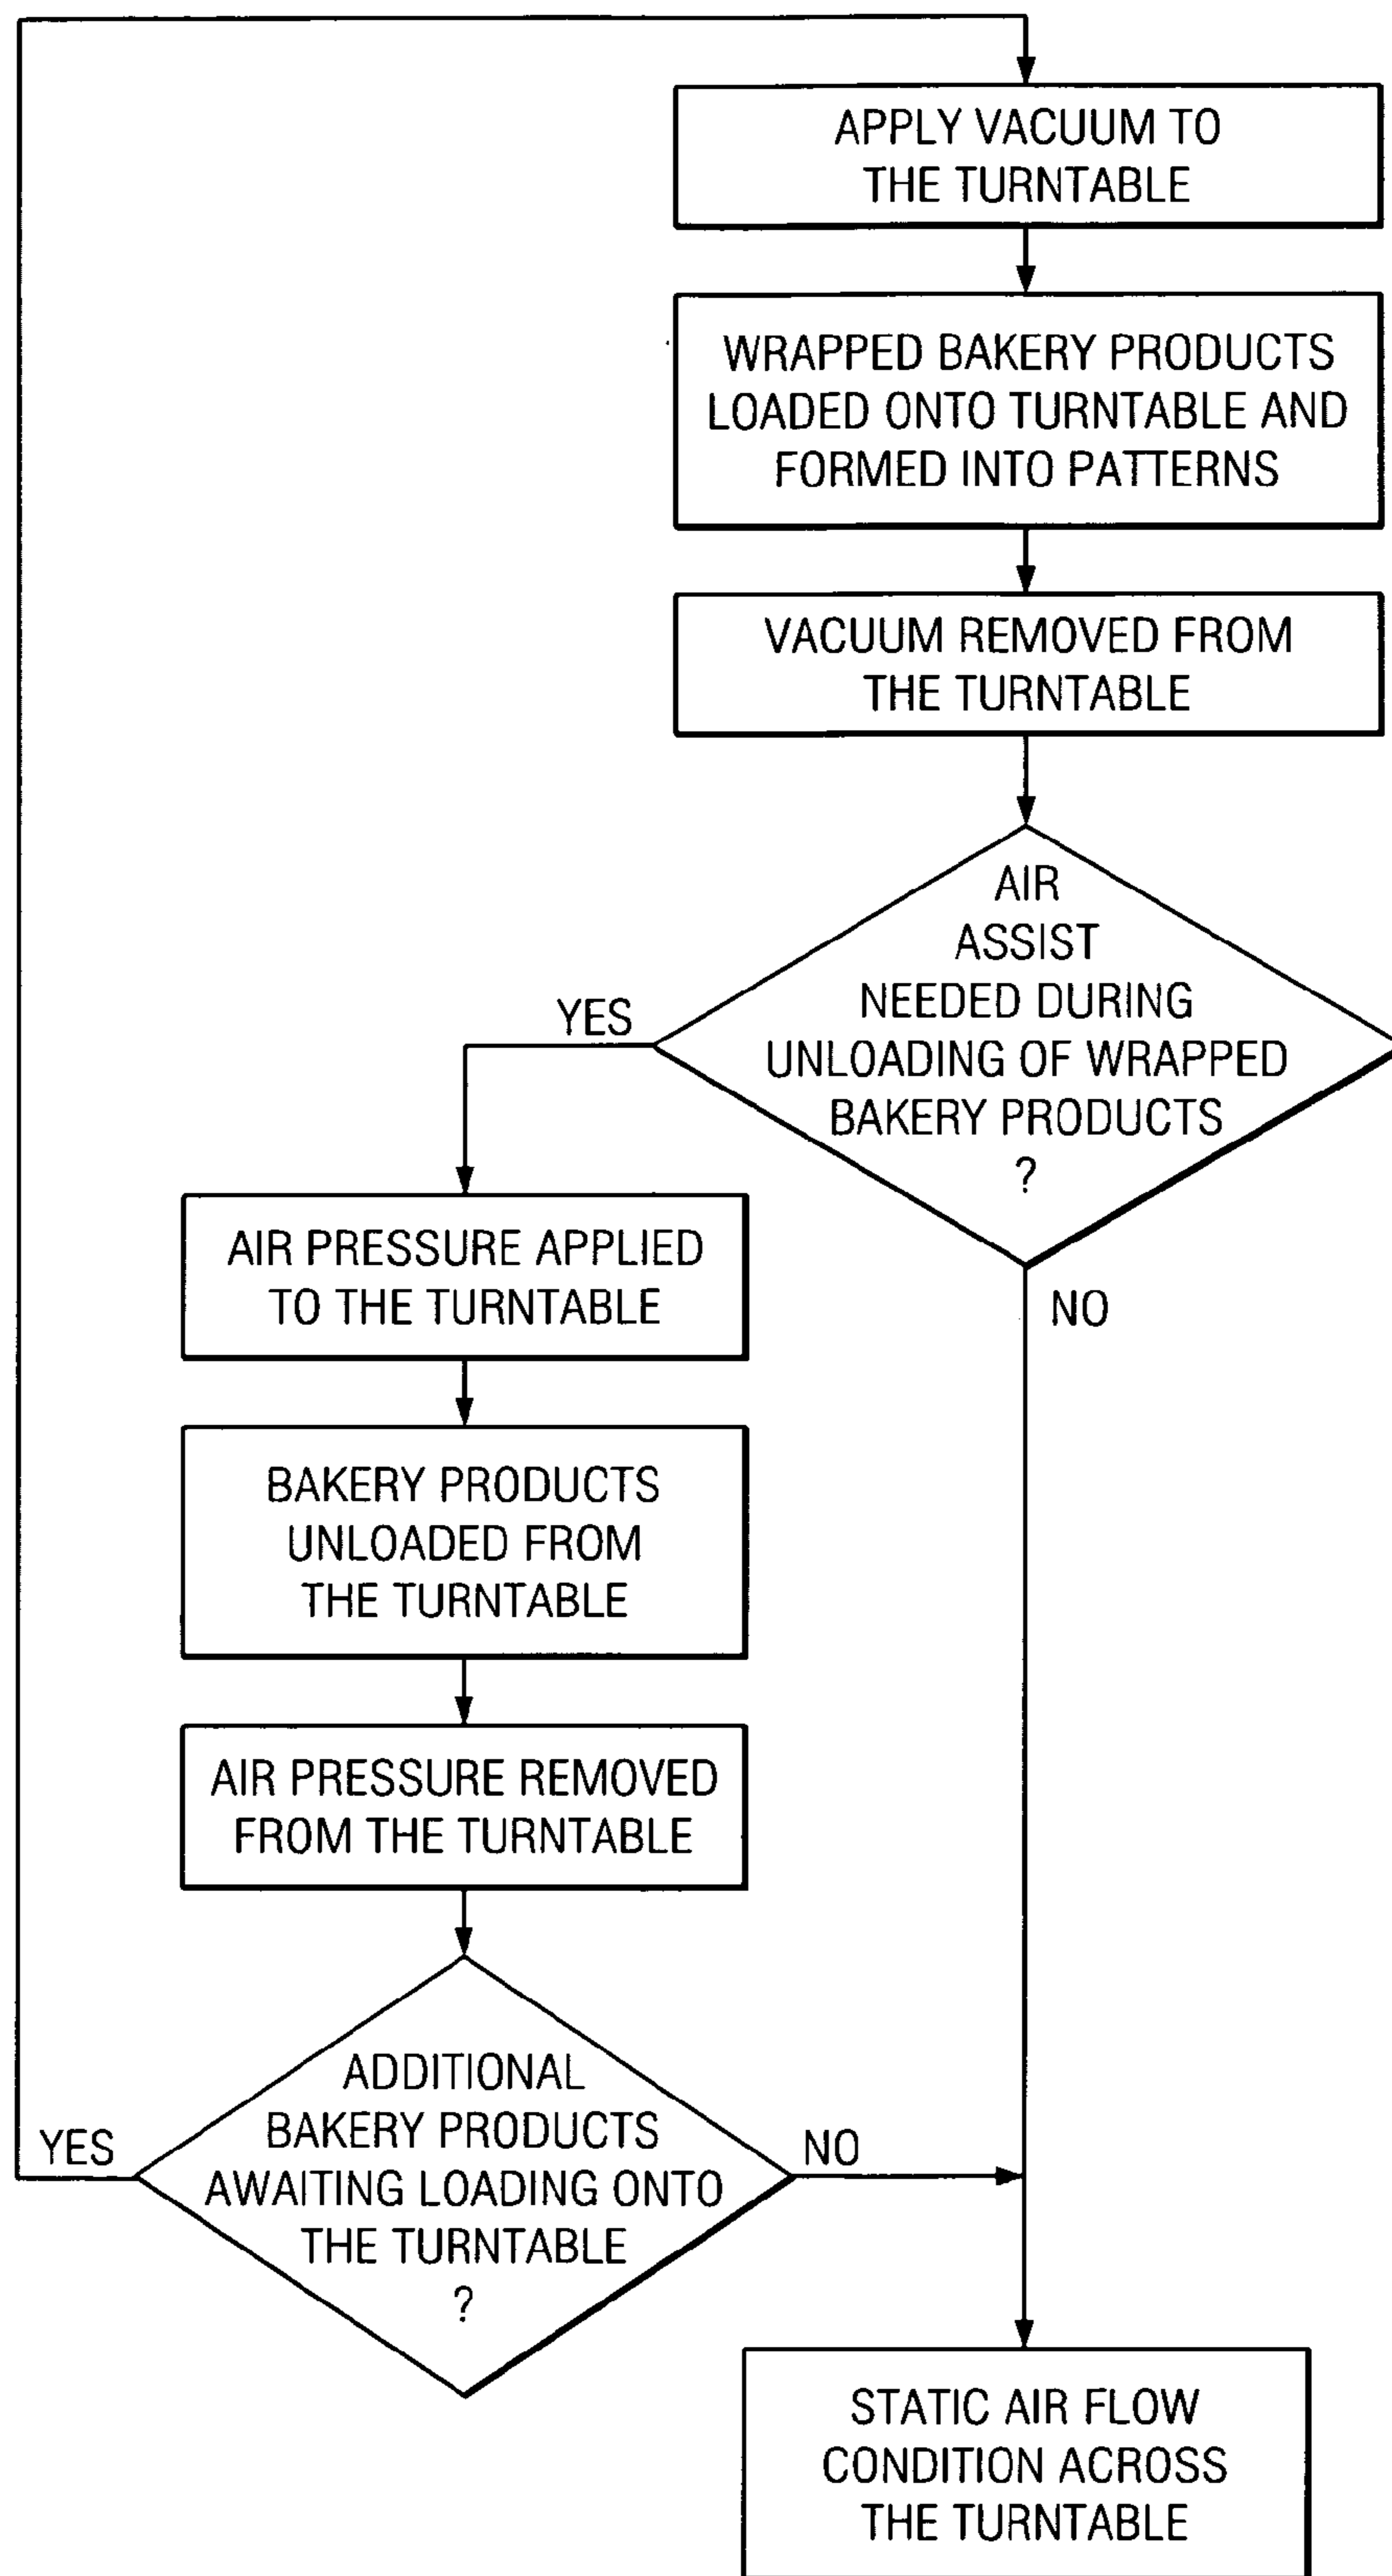 APPLY VACUUM TO
THE TURNTABLE
WRAPPED BAKERY PRODUCTS
LOADED ONTO TURNTABLE AND
FORMED INTO PATTERNS
VACUUM REMOVED FROM
THE TURNTABLE
AIR
ASSIST
NEEDED DURING
UNLOADING OF WRAPPED
BAKERY PRODUCTS
?
YES
NO
AIR PRESSURE APPLIED
TO THE TURNTABLE
BAKERY PRODUCTS
UNLOADED FROM
THE TURNTABLE
AIR PRESSURE REMOVED
FROM THE TURNTABLE
ADDITIONAL
BAKERY PRODUCTS
AWAITING LOADING ONTO
THE TURNTABLE
?
YES
NO
STATIC AIR FLOW
CONDITION ACROSS
THE TURNTABLE